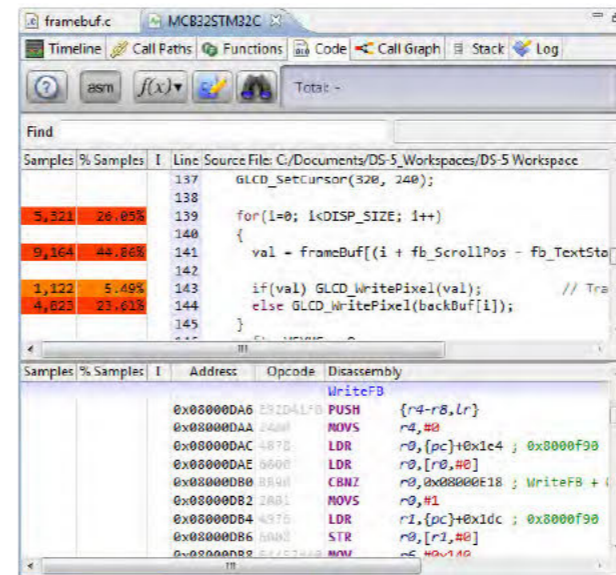 framebuf.c MCB32STM32C
Timeline Call Paths Functions Code Call Graph Stack Log
? asm f(x) Total: -
Find
Samples % Samples I Line Source File: C:/Documents/DS-5_Workspaces/DS-5 Workspace
137 GLCD_SetCursor(320, 240);
138
5,321 26.05% 139 for(i=0; i<DISP_SIZE; i++)
140 {
9,164 44.86% 141 val = frameBuf[(i + fb_ScrollPos - fb_TextSta
142
1,122 5.49% 143 if(val) GLCD_WritePixel(val); // Tra
4,823 23.61% 144 else GLCD_WritePixel(backBuf[i]);
145 }
Samples % Samples I Address Opcode Disassembly
WriteFB
0x08000DA6 PUSH {r4-r8,lr}
0x08000DAA MOVS r4,#0
0x08000DAC LDR r0,{pc}+0x1e4 ; 0x8000f90
0x08000DAE LDR r0,[r0,#0]
0x08000DB0 CBNZ r0,0x08000E18 ; WriteFB +
0x08000DB2 MOVS r0,#1
0x08000DB4 LDR r1,{pc}+0x1dc ; 0x8000f90
0x08000DB6 STR r0,[r1,#0]
0x08000DB8 MOV r6,#0x140